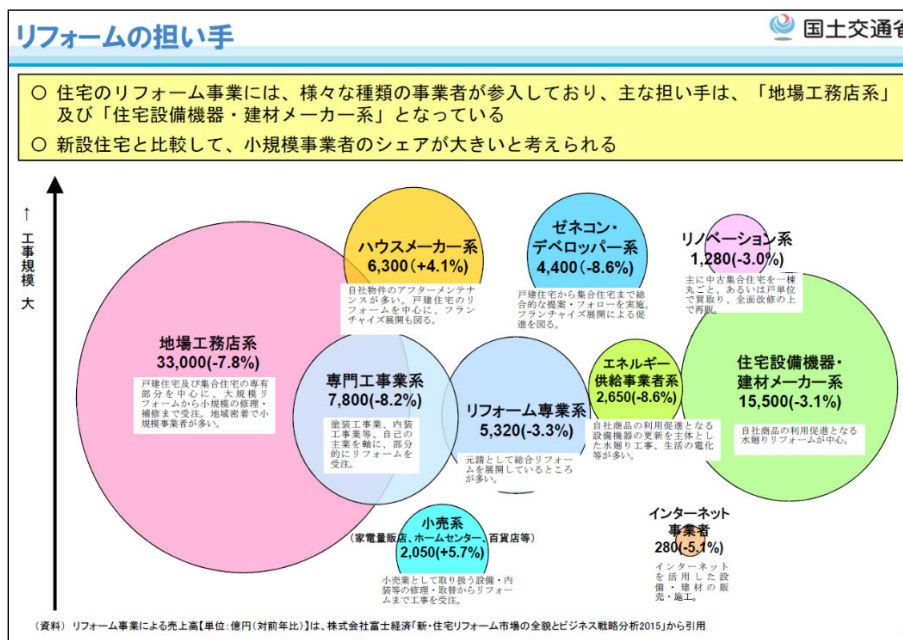 リフォームの担い手
国土交通省
○ 住宅のリフォーム事業には、様々な種類の事業者が参入しており、主な担い手は、「地場工務店系」
及び「住宅設備機器・建材メーカー系」となっている
○ 新設住宅と比較して、小規模事業者のシェアが大きいと考えられる
↑
工事規模 大
ハウスメーカー系
6,300(+4.1%)
自社物件のアフターメンテナ
ンスが多い。戸建住宅のリ
フォームを中心に、フラン
チャイズ展開も図る。
ゼネコン・
デベロッパー系
4,400(-8.6%)
戸建住宅から集合住宅まで総
合的な提案・フォローを実施。
フランチャイズ展開による促
進を図る。
リノベーション系
1,280(-3.0%)
主に中古集合住宅を一棟
丸ごと、あるいは戸単位
で買取り、全面改修の上
で再販。
地場工務店系
33,000(-7.8%)
戸建住宅及び集合住宅の専有
部分を中心に、大規模リ
フォームから小規模の修理・
補修まで受注。地域密着で小
規模事業者が多い。
専門工事業系
7,800(-8.2%)
塗装工事業、内装
工事業等、自己の
主業を軸に、部分
的にリフォームを
受注。
リフォーム専業系
5,320(-3.3%)
元請として総合リフォー
ムを展開しているところ
が多い。
エネルギー
供給事業者系
2,650(-8.6%)
自社商品の利用促進となる
設備機器の更新を主体とし
た水廻り工事、生活の電化
等が多い。
住宅設備機器・
建材メーカー系
15,500(-3.1%)
自社商品の利用促進となる
水廻りリフォームが中心。
小売系
(家電量販店、ホームセンター、百貨店等)
2,050(+5.7%)
小売業として取り扱う設備・内
装等の修理・取替からリフォー
ムまで工事を受注。
インターネット
事業者
280(-5.1%)
インターネット
を活用した設
備・建材の販
売・施工。
(資料) リフォーム事業による売上高【単位:億円(対前年比)】は、株式会社富士経済「新・住宅リフォーム市場の全貌とビジネス戦略分析2015」から引用